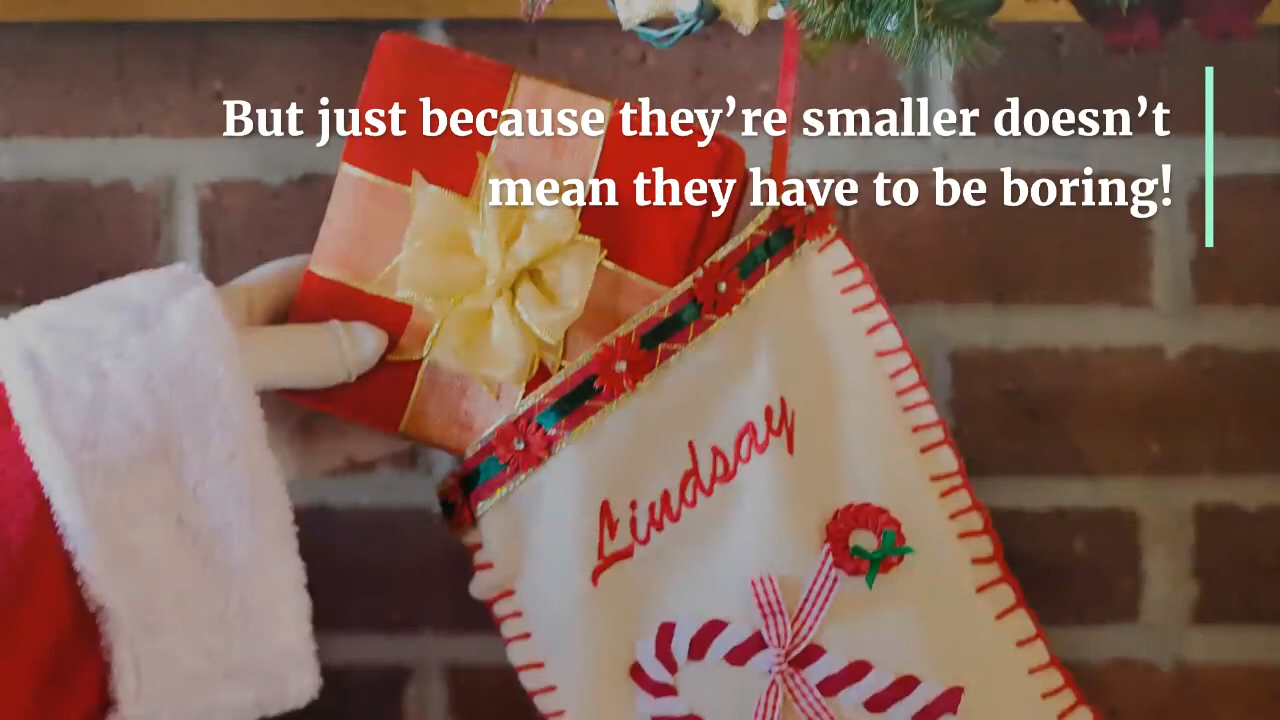 But just because they’re smaller doesn’t
mean they have to be boring!
Lindsay